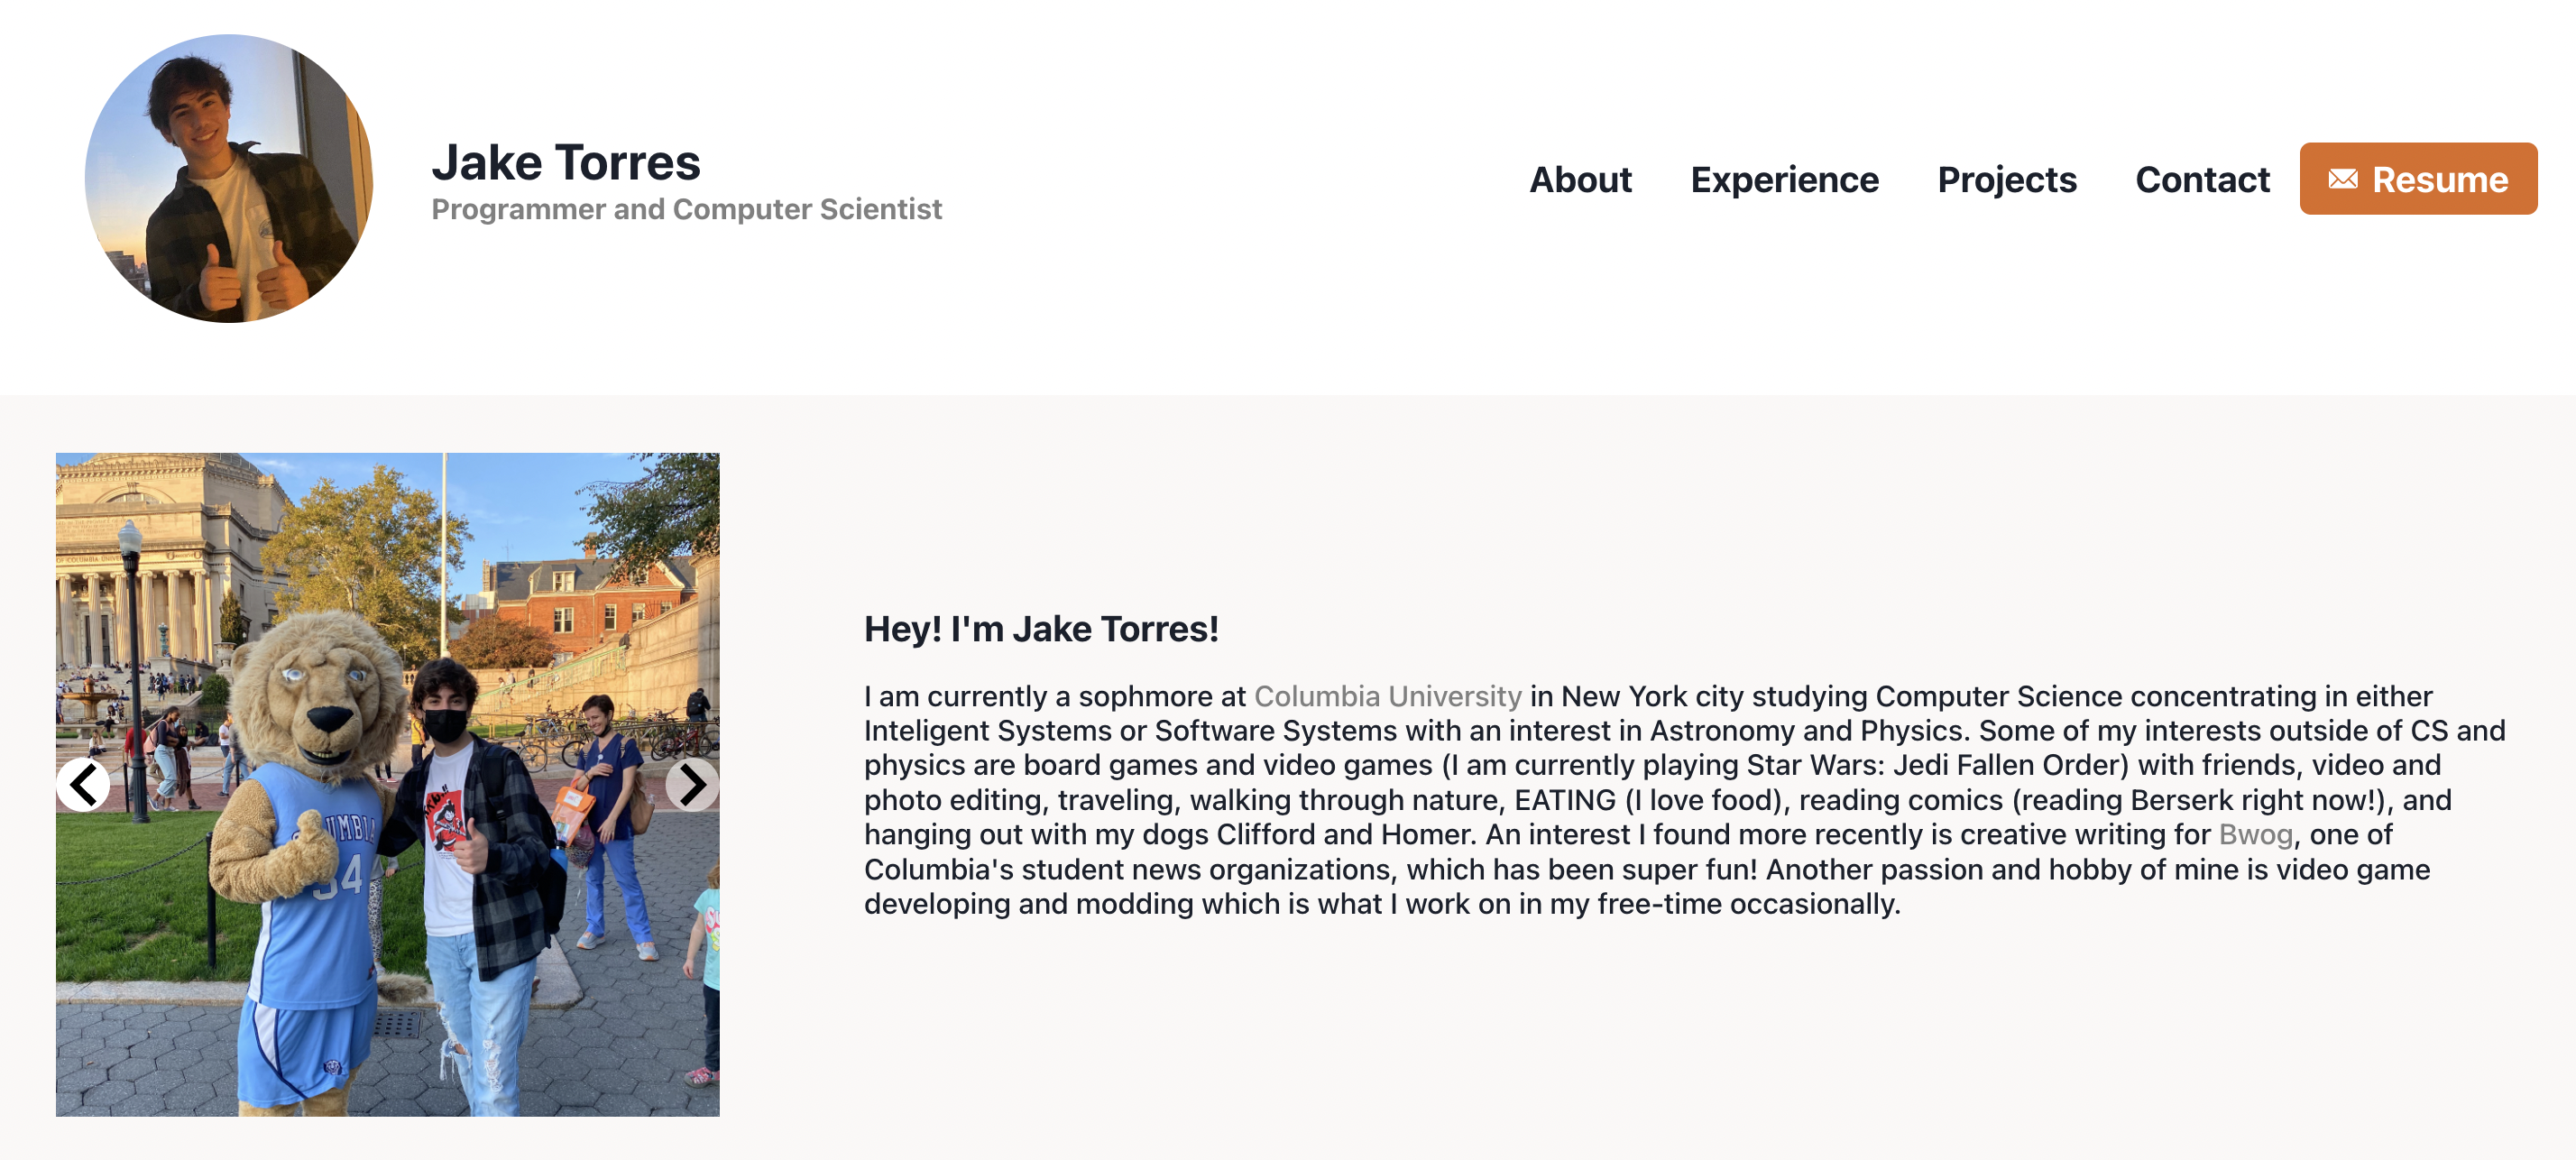 Jake Torres
Programmer and Computer Scientist
About
Experience
Projects
Contact
Resume
OF COLUMBIA UNIV
UMBIA
34
Hey! I'm Jake Torres!
I am currently a sophmore at Columbia University in New York city studying Computer Science concentrating in either
Inteligent Systems or Software Systems with an interest in Astronomy and Physics. Some of my interests outside of CS and
physics are board games and video games (I am currently playing Star Wars: Jedi Fallen Order) with friends, video and
photo editing, traveling, walking through nature, EATING (I love food), reading comics (reading Berserk right now!), and
hanging out with my dogs Clifford and Homer. An interest I found more recently is creative writing for Bwog, one of
Columbia's student news organizations, which has been super fun! Another passion and hobby of mine is video game
developing and modding which is what I work on in my free-time occasionally.